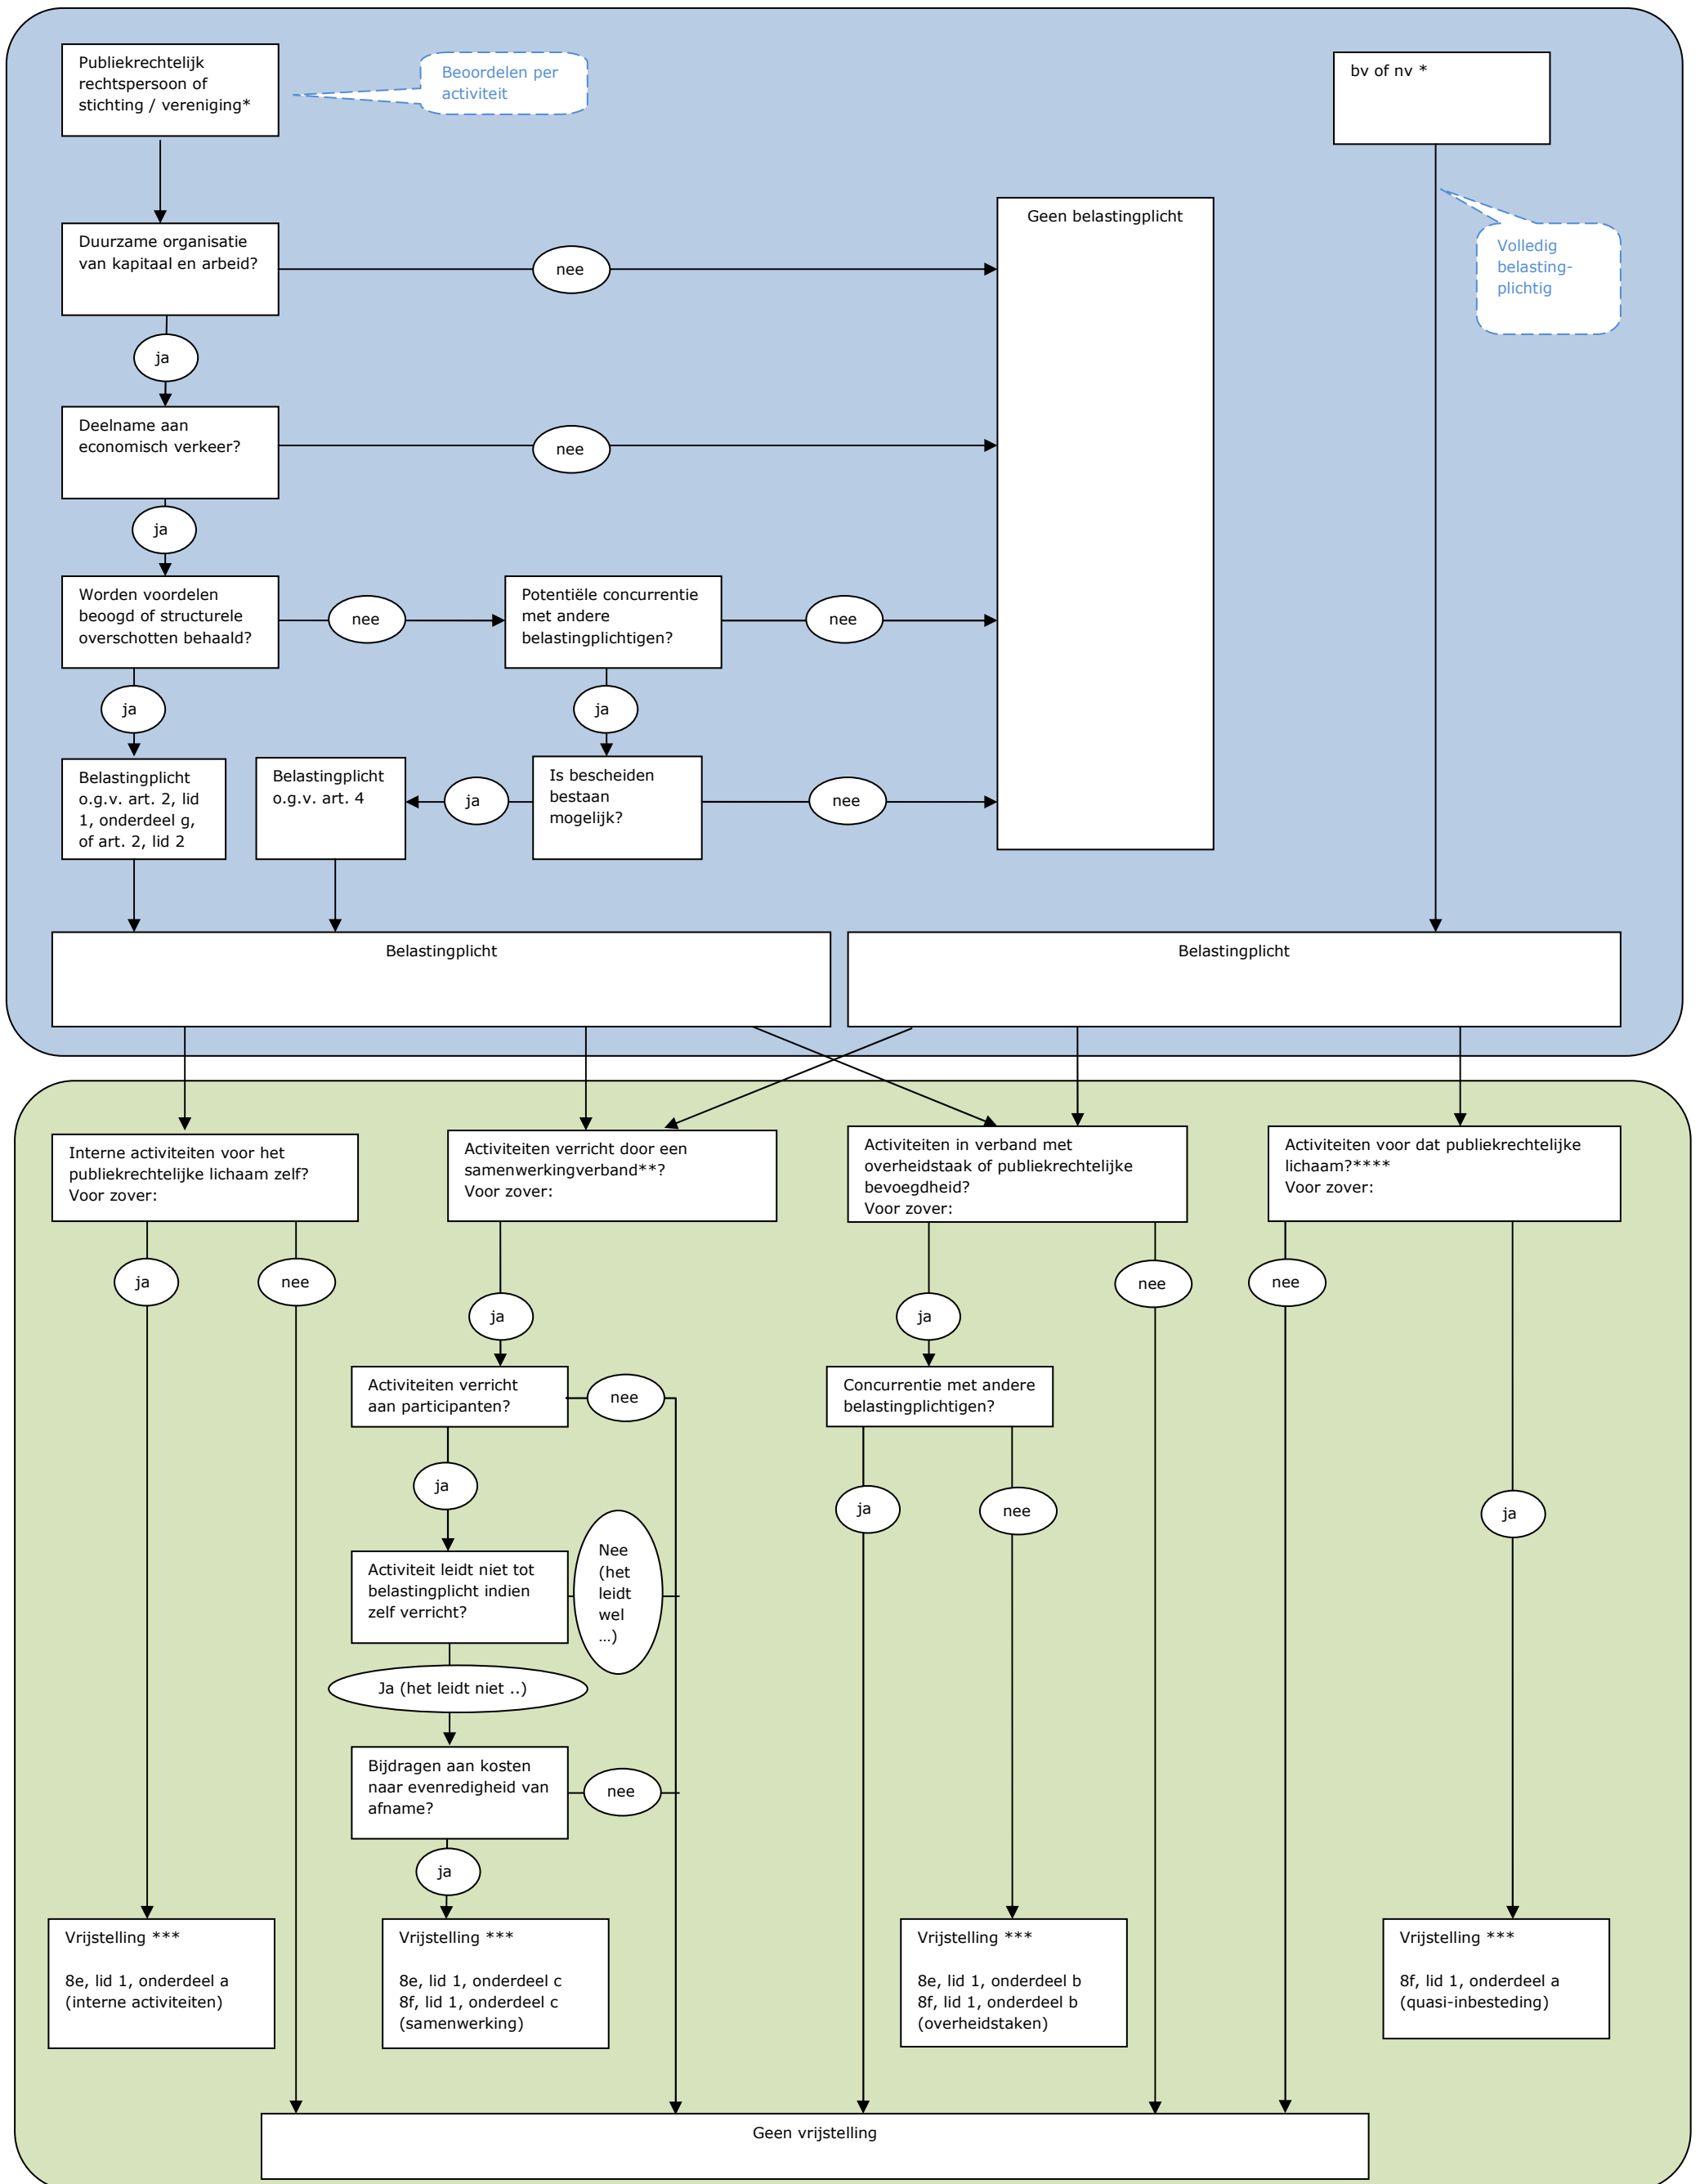 Publiekrechtelijk
rechtspersoon of
stichting / vereniging*
Beoordelen per
activiteit
bv of nv *
Volledig
belasting-
plichtig
Geen belastingplicht
Duurzame organisatie
van kapitaal en arbeid?
nee
ja
Deelname aan
economisch verkeer?
nee
ja
Worden voordelen
beoogd of structurele
overschotten behaald?
nee
Potentiële concurrentie
met andere
belastingplichtigen?
nee
ja
ja
Belastingplicht
o.g.v. art. 2, lid
1, onderdeel g,
of art. 2, lid 2
Belastingplicht
o.g.v. art. 4
ja
Is bescheiden
bestaan
mogelijk?
nee
Belastingplicht
Belastingplicht
Interne activiteiten voor het
publiekrechtelijke lichaam zelf?
Voor zover:
Activiteiten verricht door een
samenwerkingverband**?
Voor zover:
Activiteiten in verband met
overheidstaak of publiekrechtelijke
bevoegdheid?
Voor zover:
Activiteiten voor dat publiekrechtelijke
lichaam?****
Voor zover:
ja
nee
ja
ja
nee
nee
Activiteiten verricht
aan participanten?
nee
Concurrentie met andere
belastingplichtigen?
ja
ja
nee
ja
Activiteit leidt niet tot
belastingplicht indien
zelf verricht?
Nee
(het
leidt
wel
…)
Ja (het leidt niet ..)
Bijdragen aan kosten
naar evenredigheid van
afname?
nee
ja
Vrijstelling ***
8e, lid 1, onderdeel a
(interne activiteiten)
Vrijstelling ***
8e, lid 1, onderdeel c
8f, lid 1, onderdeel c
(samenwerking)
Vrijstelling ***
8e, lid 1, onderdeel b
8f, lid 1, onderdeel b
(overheidstaken)
Vrijstelling ***
8f, lid 1, onderdeel a
(quasi-inbesteding)
Geen vrijstelling